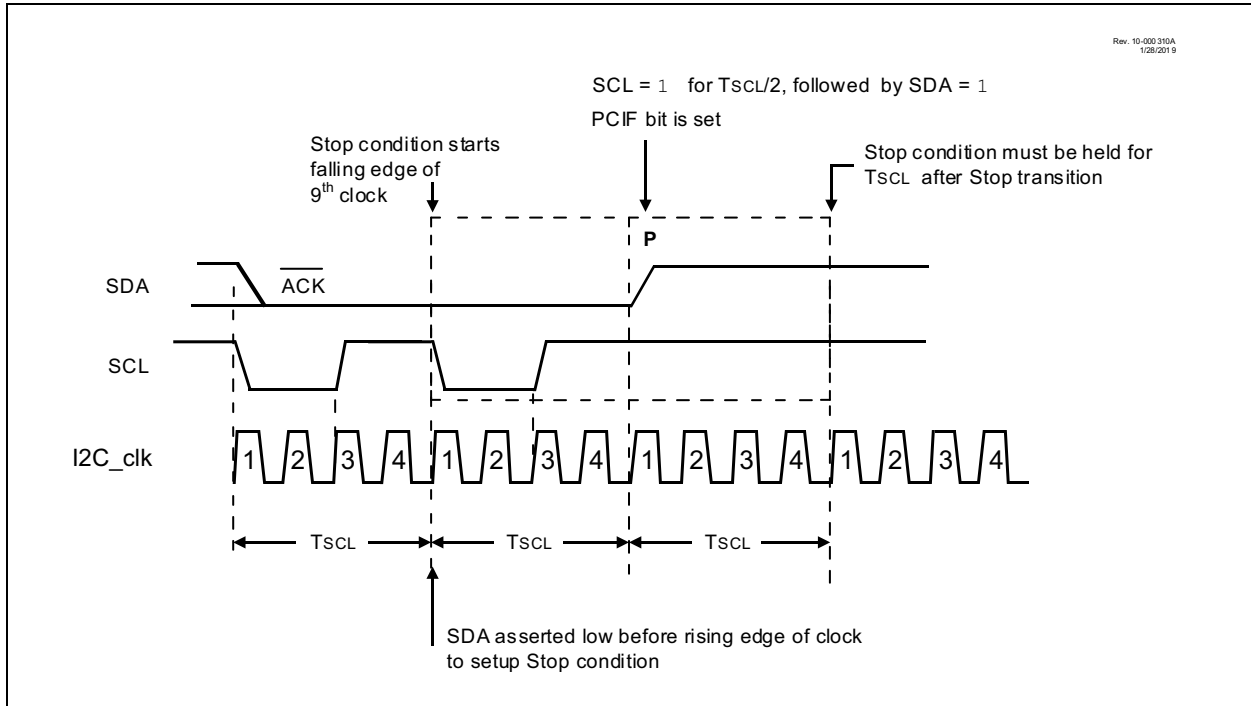 Rev. 10-000 310A
1/28/201 9
SCL = 1 for TSCL/2, followed by SDA = 1
PCIF bit is set
Stop condition starts
falling edge of
9th clock
Stop condition must be held for
TSCL after Stop transition
P
SDA
ACK
SCL
I2C_clk
1 2 3 4 1 2 3 4 1 2 3 4 1 2 3 4
TSCL TSCL TSCL
SDA asserted low before rising edge of clock
to setup Stop condition